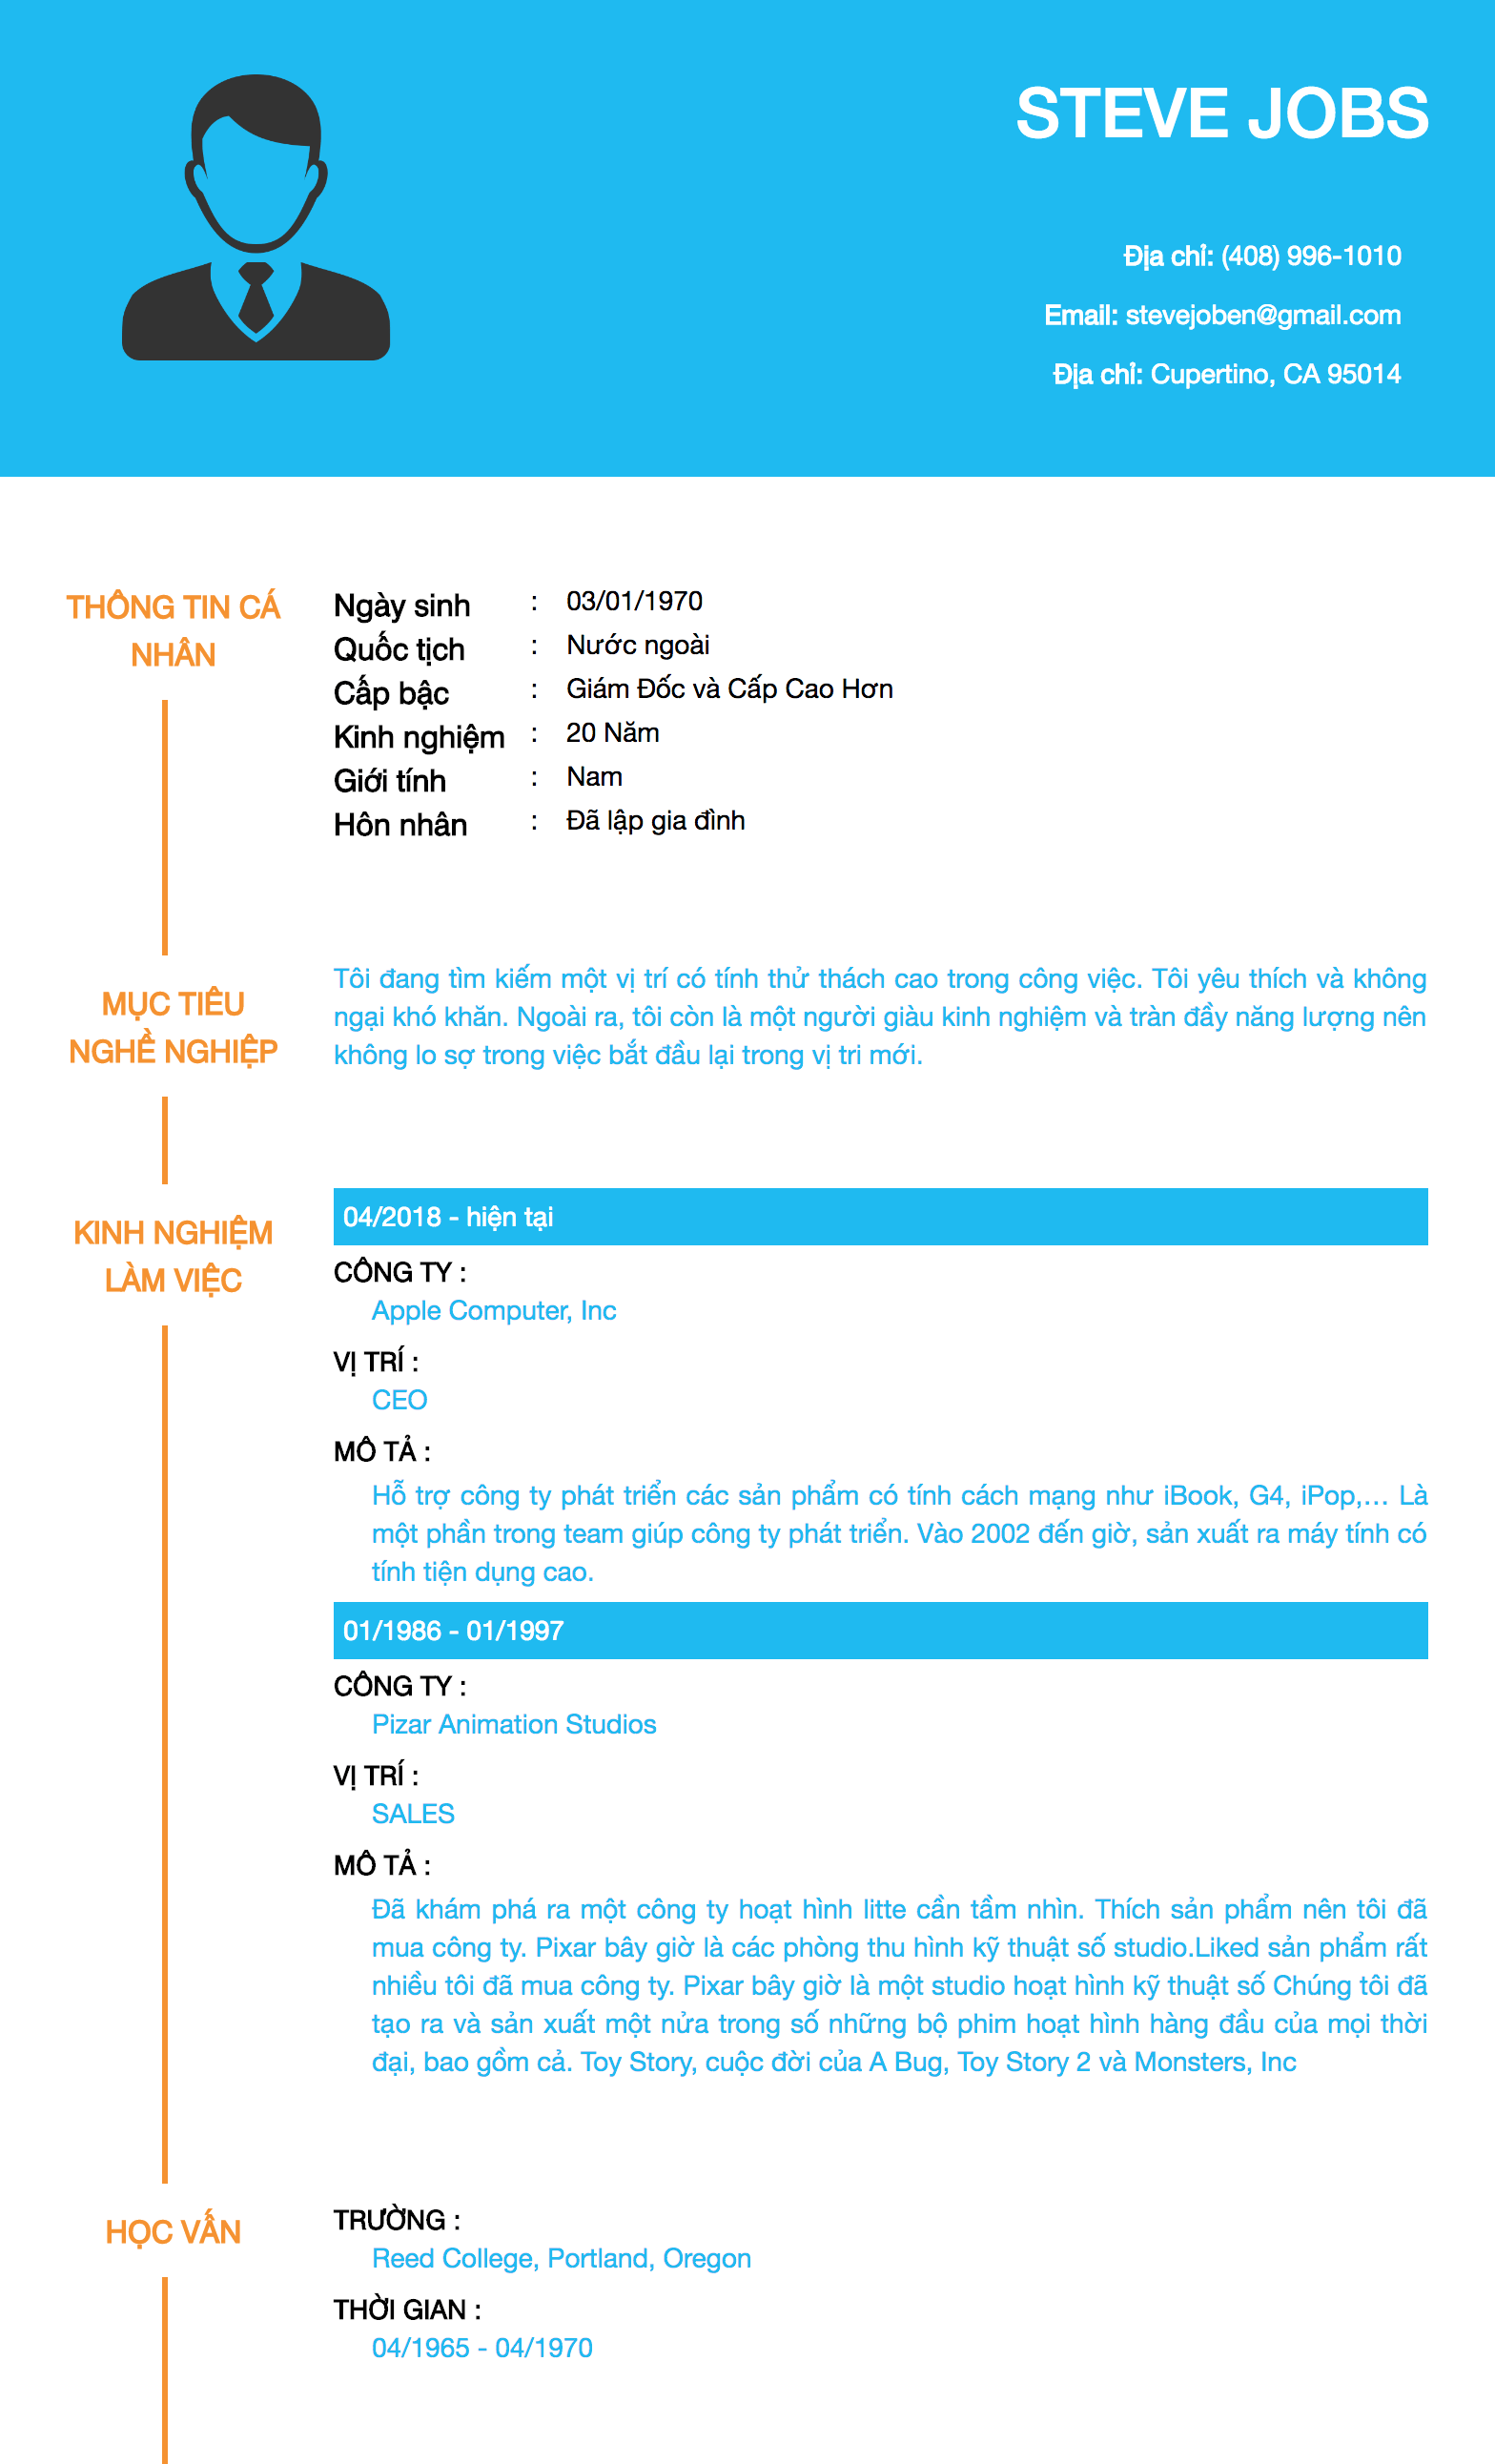 STEVE JOBS
Địa chỉ: (408) 996-1010
Email: stevejoben@gmail.com
Địa chỉ: Cupertino, CA 95014
THÔNG TIN CÁ
NHÂN
Ngày sinh : 03/01/1970
Quốc tịch : Nước ngoài
Cấp bậc : Giám Đốc và Cấp Cao Hơn
Kinh nghiệm : 20 Năm
Giới tính : Nam
Hôn nhân : Đã lập gia đình
MỤC TIÊU
NGHỀ NGHIỆP
Tôi đang tìm kiếm một vị trí có tính thử thách cao trong công việc. Tôi yêu thích và không
ngại khó khăn. Ngoài ra, tôi còn là một người giàu kinh nghiệm và tràn đầy năng lượng nên
không lo sợ trong việc bắt đầu lại trong vị tri mới.
KINH NGHIỆM
LÀM VIỆC
04/2018 - hiện tại
CÔNG TY :
Apple Computer, Inc
VỊ TRÍ :
CEO
MÔ TẢ :
Hỗ trợ công ty phát triển các sản phẩm có tính cách mạng như iBook, G4, iPop,... Là
một phần trong team giúp công ty phát triển. Vào 2002 đến giờ, sản xuất ra máy tính có
tính tiện dụng cao.
01/1986 - 01/1997
CÔNG TY :
Pizar Animation Studios
VỊ TRÍ :
SALES
MÔ TẢ :
Đã khám phá ra một công ty hoạt hình litte cần tầm nhìn. Thích sản phẩm nên tôi đã
mua công ty. Pixar bây giờ là các phòng thu hình kỹ thuật số studio.Liked sản phẩm rất
nhiều tôi đã mua công ty. Pixar bây giờ là một studio hoạt hình kỹ thuật số Chúng tôi đã
tạo ra và sản xuất một nửa trong số những bộ phim hoạt hình hàng đầu của mọi thời
đại, bao gồm cả. Toy Story, cuộc đời của A Bug, Toy Story 2 và Monsters, Inc
HỌC VẤN
TRƯỜNG :
Reed College, Portland, Oregon
THỜI GIAN :
04/1965 - 04/1970